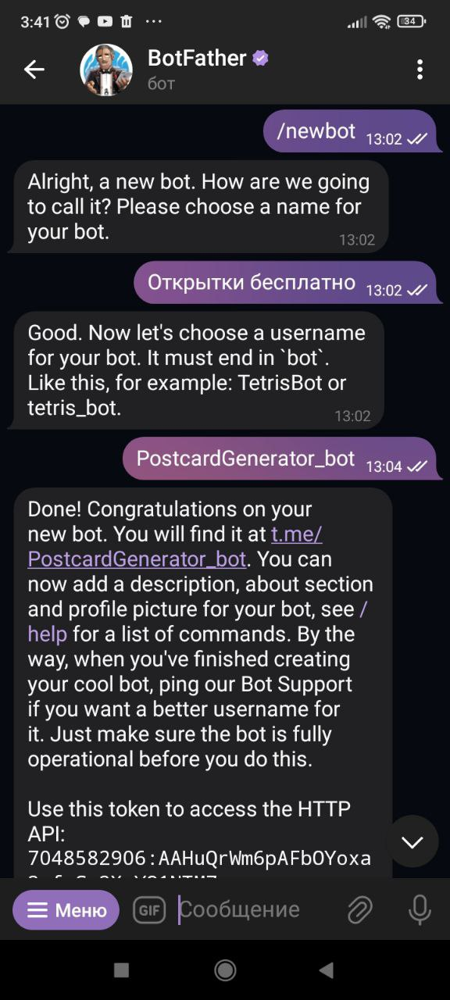 3:41
34
BotFather
бот
/newbot 13:02
Alright, a new bot. How are we going
to call it? Please choose a name for
your bot.
13:02
Открытки бесплатно 13:02
Good. Now let's choose a username
for your bot. It must end in `bot`.
Like this, for example: TetrisBot or
tetris_bot.
13:02
PostcardGenerator_bot 13:04
Done! Congratulations on your
new bot. You will find it at t.me/
PostcardGenerator_bot. You can
now add a description, about section
and profile picture for your bot, see /
help for a list of commands. By the
way, when you've finished creating
your cool bot, ping our Bot Support
if you want a better username for
it. Just make sure the bot is fully
operational before you do this.
Use this token to access the HTTP
API:
7048582906:AAHuQrWm6pAFbOYoxa
Меню
GIF
Сообщение